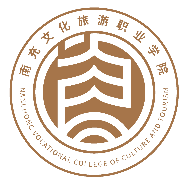 南充文化旅游职业学院
NANCHONG VOCATIONAL COLLEGE OF CULTURE AND TOURISM